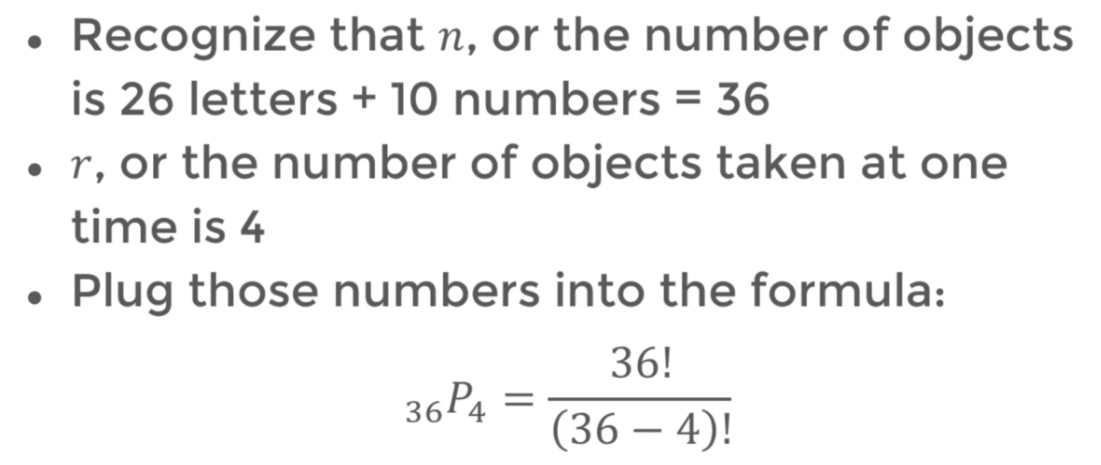 • Recognize that n, or the number of objects
is 26 letters + 10 numbers = 36
• r, or the number of objects taken at one
time is 4
• Plug those numbers into the formula:
36!
₃₆P₄ =
(36 − 4)!